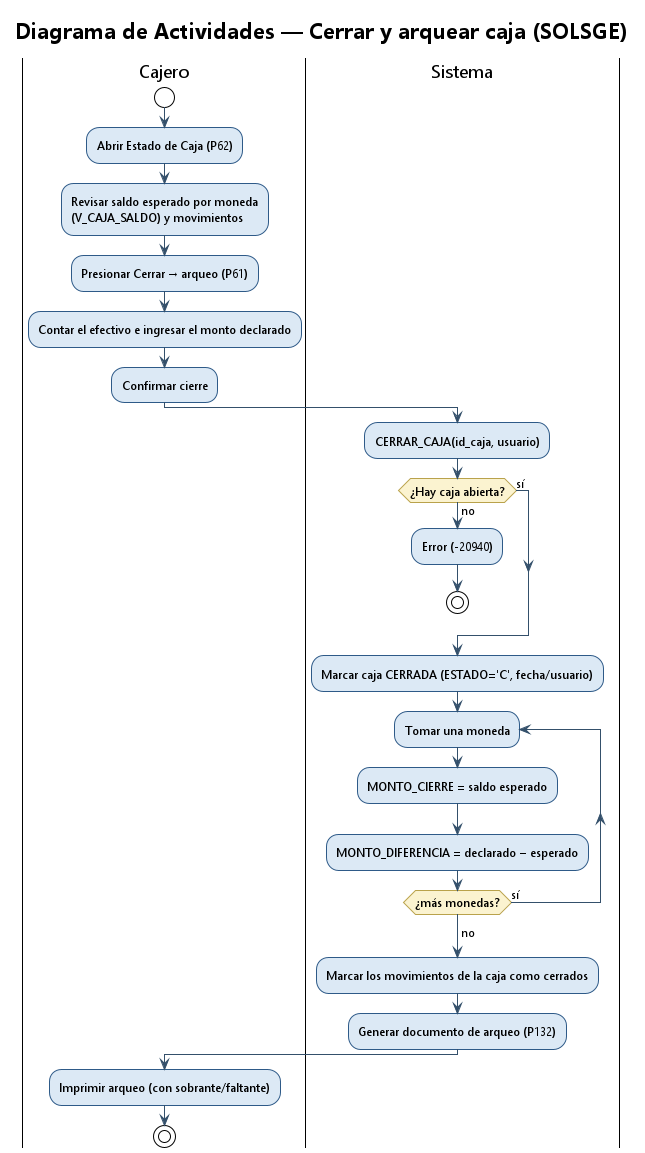 Diagrama de Actividades — Cerrar y arquear caja (SOLSGE)
Cajero
Sistema
Abrir Estado de Caja (P62)
Revisar saldo esperado por moneda
(V_CAJA_SALDO) y movimientos
Presionar Cerrar → arqueo (P61)
Contar el efectivo e ingresar el monto declarado
Confirmar cierre
CERRAR_CAJA(id_caja, usuario)
¿Hay caja abierta?
sí
no
Error (-20940)
Marcar caja CERRADA (ESTADO='C', fecha/usuario)
Tomar una moneda
MONTO_CIERRE = saldo esperado
MONTO_DIFERENCIA = declarado − esperado
¿más monedas?
sí
no
Marcar los movimientos de la caja como cerrados
Generar documento de arqueo (P132)
Imprimir arqueo (con sobrante/faltante)